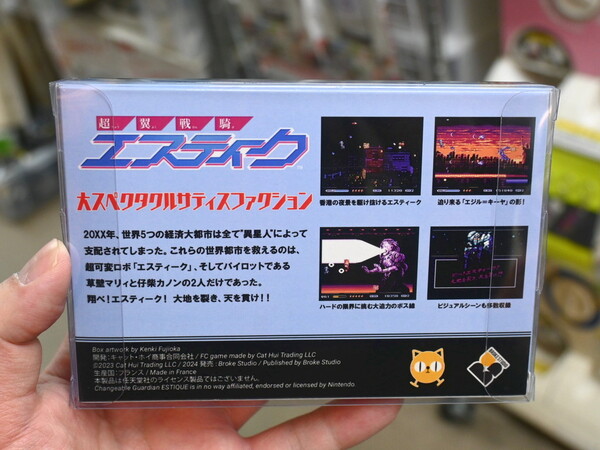 超翼戦騎
エスティーク
大スペクタクルサティスファクション
20XX年、世界5つの経済大都市は全て"異星人"によって
支配されてしまった。これらの世界都市を救えるのは、
超可変ロボ「エスティーク」、そしてパイロットである
草壁マリィと仔梁カノンの2人だけであった。
翔べ!エスティーク! 大地を裂き、天を貫け!!
香港の夜景を駆け抜けるエスティーク
迫り来る「エジル=キーヤ」の影!
ハードの限界に挑む大迫力のボス線
ビジュアルシーンも多数収録
Box artwork by Kenki Fujioka
開発:キャット・ホイ商事合同会社 / FC game made by Cat Hui Trading LLC
©2023 Cat Hui Trading LLC / 2024 発売:Broke Studio / Published by Broke Studio
生産国:フランス / Made in France
本製品は任天堂社のライセンス製品ではございません。
Changeable Guardian ESTIQUE is in no way affiliated, endorsed or licensed by Nintendo.